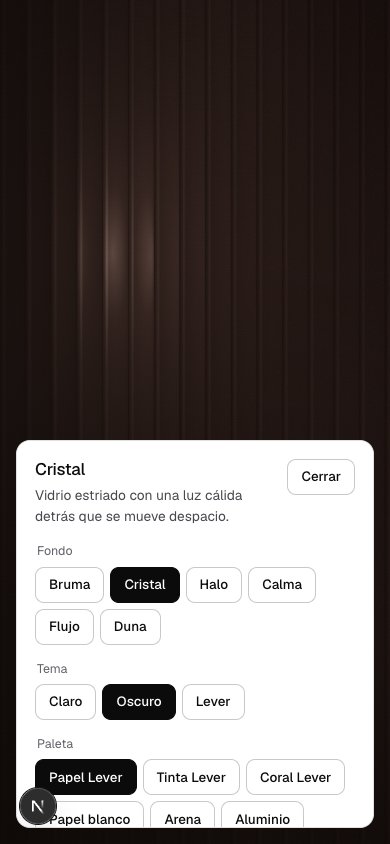 Cristal
Cerrar
Vidrio estriado con una luz cálida
detrás que se mueve despacio.
Fondo
Bruma Cristal Halo Calma
Flujo Duna
Tema
Claro Oscuro Lever
Paleta
Papel Lever Tinta Lever Coral Lever
N Papel blanco Arena Aluminio